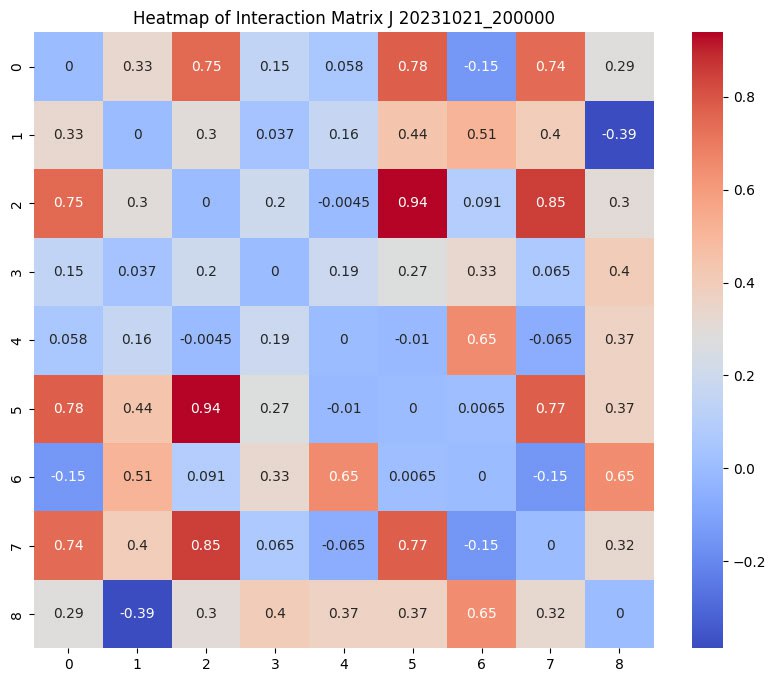 Heatmap of Interaction Matrix J 20231021_200000
0 0 0.33 0.75 0.15 0.058 0.78 -0.15 0.74 0.29
1 0.33 0 0.3 0.037 0.16 0.44 0.51 0.4 -0.39
2 0.75 0.3 0 0.2 -0.0045 0.94 0.091 0.85 0.3
3 0.15 0.037 0.2 0 0.19 0.27 0.33 0.065 0.4
4 0.058 0.16 -0.0045 0.19 0 -0.01 0.65 -0.065 0.37
5 0.78 0.44 0.94 0.27 -0.01 0 0.0065 0.77 0.37
6 -0.15 0.51 0.091 0.33 0.65 0.0065 0 -0.15 0.65
7 0.74 0.4 0.85 0.065 -0.065 0.77 -0.15 0 0.32
8 0.29 -0.39 0.3 0.4 0.37 0.37 0.65 0.32 0
0 1 2 3 4 5 6 7 8
0.8
0.6
0.4
0.2
0.0
−0.2